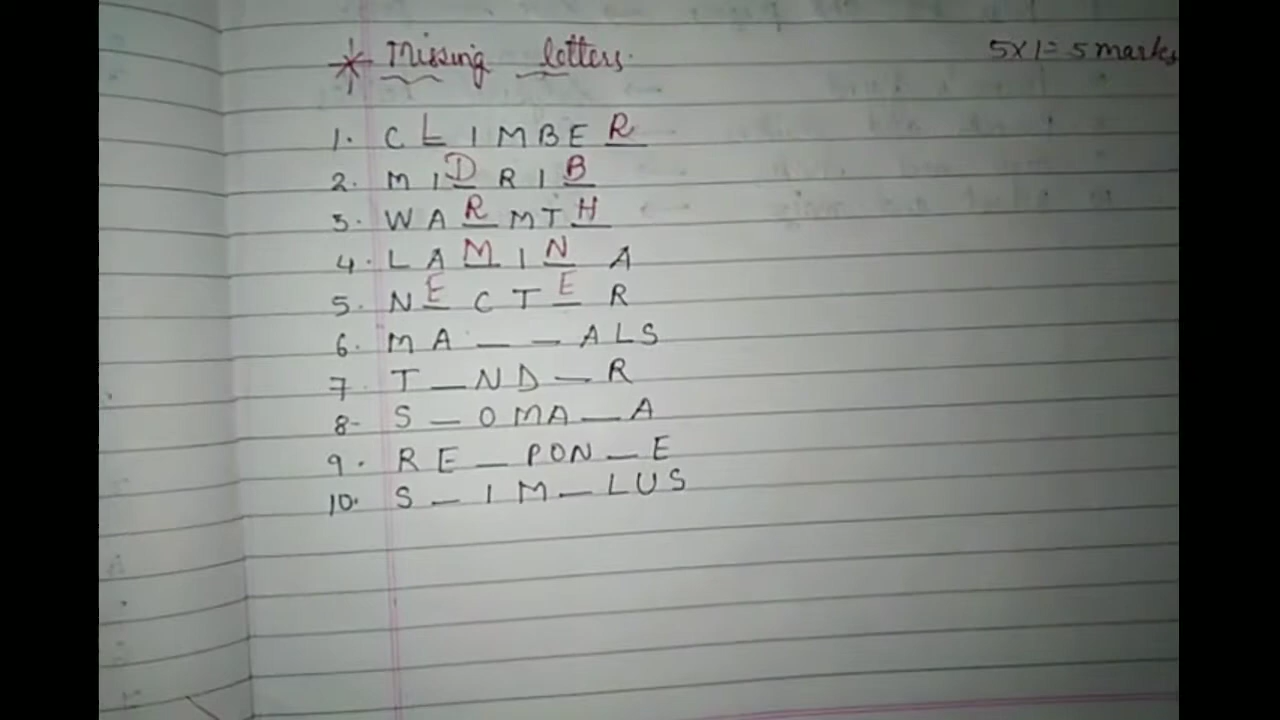 * Missing letters.
5x1= 5 marks
1. CLIMBER
2. MIDRIB
3. WARMTH
4. LAMINA
5. NECTER
6. MA _ _ ALS
7. T _ ND _ R
8- S _ OMA _ A
9. RE _ PON _ E
10. S _ IM _ LUS